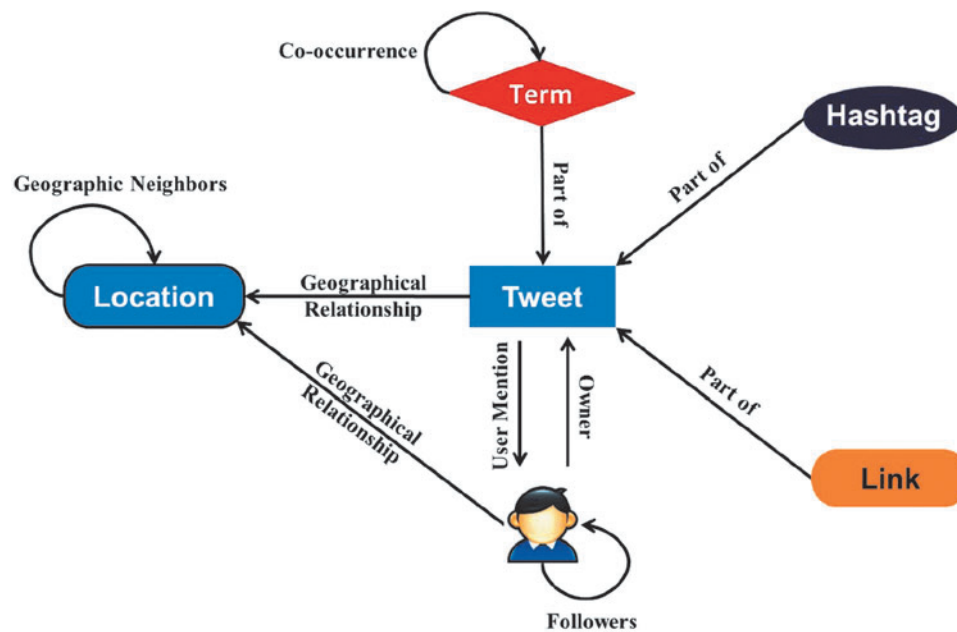 Co-occurrence
Term
Hashtag
Part of
Part of
Geographic Neighbors
Location
Geographical
Relationship
Tweet
Geographical
Relationship
User Mention
Owner
Part of
Link
Followers